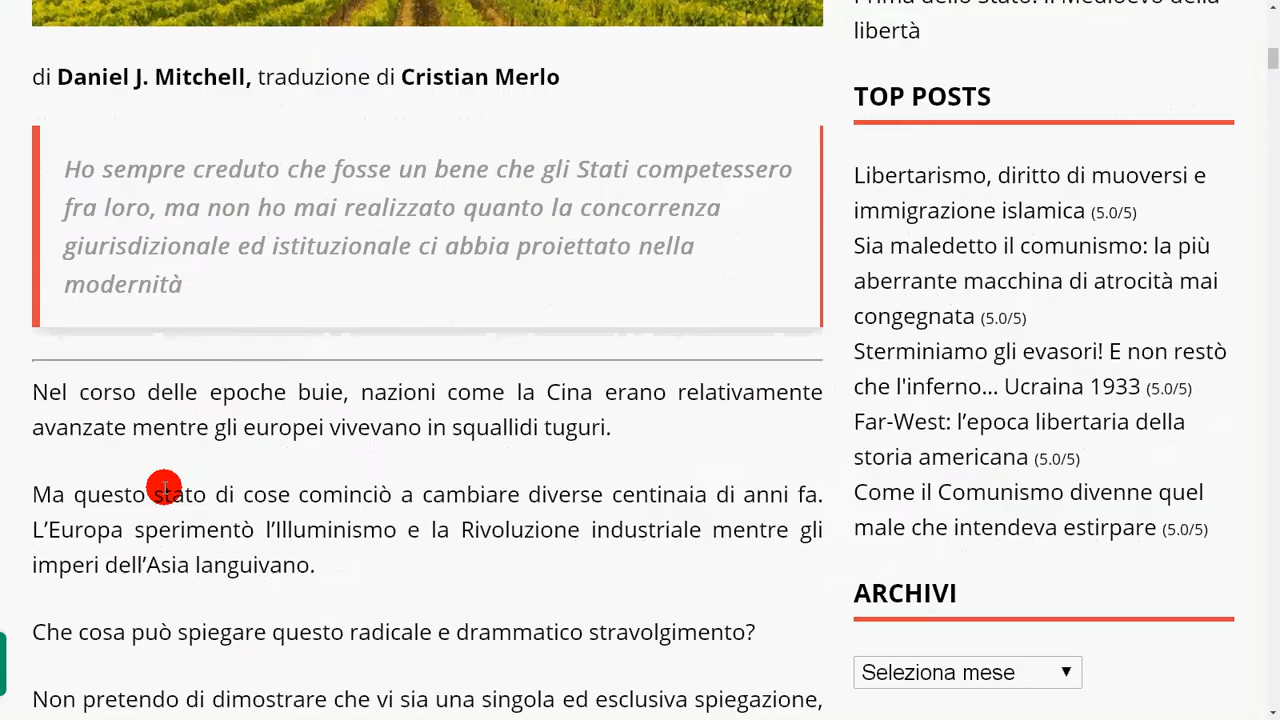 di Daniel J. Mitchell, traduzione di Cristian Merlo
Ho sempre creduto che fosse un bene che gli Stati competessero
fra loro, ma non ho mai realizzato quanto la concorrenza
giurisdizionale ed istituzionale ci abbia proiettato nella
modernità
Nel corso delle epoche buie, nazioni come la Cina erano relativamente
avanzate mentre gli europei vivevano in squallidi tuguri.
Ma questo stato di cose cominciò a cambiare diverse centinaia di anni fa.
L’Europa sperimentò l’Illuminismo e la Rivoluzione industriale mentre gli
imperi dell’Asia languivano.
Che cosa può spiegare questo radicale e drammatico stravolgimento?
Non pretendo di dimostrare che vi sia una singola ed esclusiva spiegazione,
Prima dello stato: il Medioevo della
libertà
TOP POSTS
Libertarismo, diritto di muoversi e
immigrazione islamica (5.0/5)
Sia maledetto il comunismo: la più
aberrante macchina di atrocità mai
congegnata (5.0/5)
Sterminiamo gli evasori! E non restò
che l'inferno... Ucraina 1933 (5.0/5)
Far-West: l’epoca libertaria della
storia americana (5.0/5)
Come il Comunismo divenne quel
male che intendeva estirpare (5.0/5)
ARCHIVI
Seleziona mese